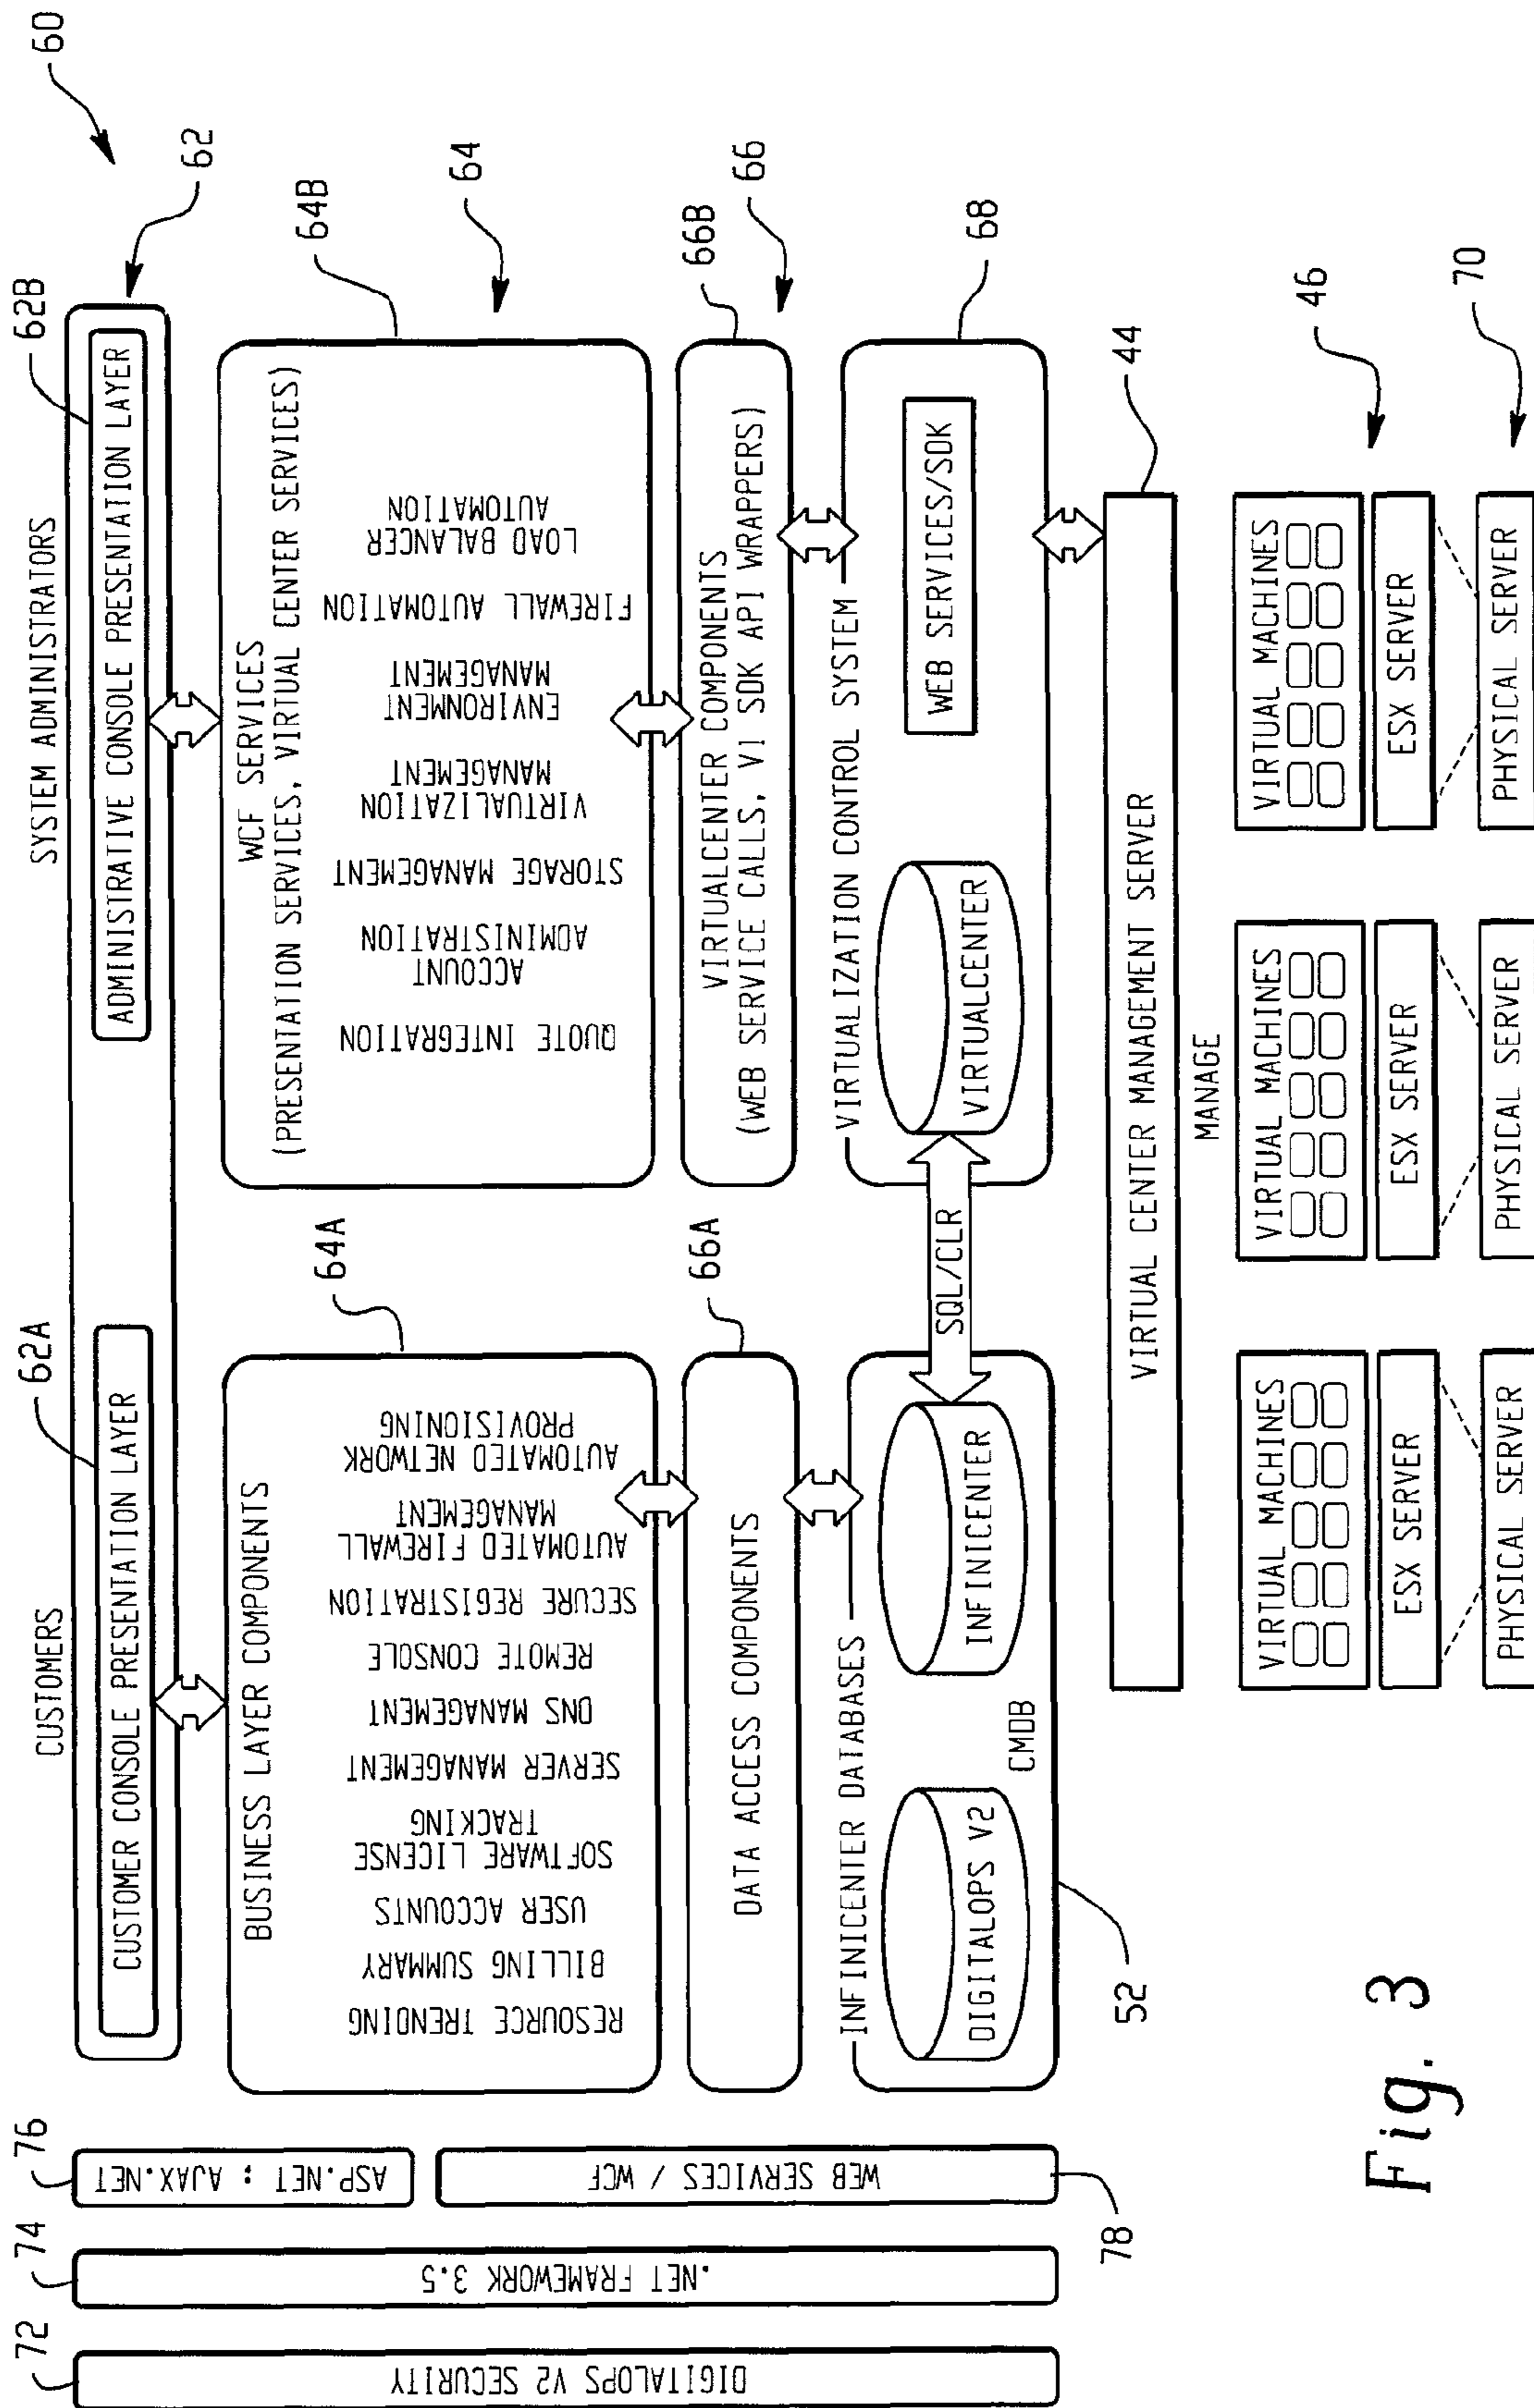 60
SYSTEM ADMINISTRATORS
CUSTOMERS
62
62B
62A
ADMINISTRATIVE CONSOLE PRESENTATION LAYER
CUSTOMER CONSOLE PRESENTATION LAYER
76
74
72
ASP.NET : AJAX.NET
WEB SERVICES / WCF
78
.NET FRAMEWORK 3.5
DIGITALOPS V2 SECURITY
BUSINESS LAYER COMPONENTS
64A
RESOURCE TRENDING
BILLING SUMMARY
USER ACCOUNTS
SOFTWARE LICENSE
TRACKING
SERVER MANAGEMENT
DNS MANAGEMENT
REMOTE CONSOLE
SECURE REGISTRATION
AUTOMATED FIREWALL
MANAGEMENT
AUTOMATED NETWORK
PROVISIONING
WCF SERVICES
(PRESENTATION SERVICES, VIRTUAL CENTER SERVICES)
64B
64
QUOTE INTEGRATION
ACCOUNT
ADMINISTRATION
STORAGE MANAGEMENT
VIRTUALIZATION
MANAGEMENT
ENVIRONMENT
MANAGEMENT
FIREWALL AUTOMATION
LOAD BALANCER
AUTOMATION
DATA ACCESS COMPONENTS
66A
VIRTUALCENTER COMPONENTS
(WEB SERVICE CALLS, V1 SDK API WRAPPERS)
66B
66
INFINICENTER DATABASES
DIGITALOPS V2
CMDB
INFINICENTER
52
SQL/CLR
VIRTUALIZATION CONTROL SYSTEM
VIRTUALCENTER
WEB SERVICES/SDK
68
VIRTUAL CENTER MANAGEMENT SERVER
44
MANAGE
VIRTUAL MACHINES
VIRTUAL MACHINES
VIRTUAL MACHINES
46
ESX SERVER
ESX SERVER
ESX SERVER
PHYSICAL SERVER
PHYSICAL SERVER
PHYSICAL SERVER
70
Fig. 3